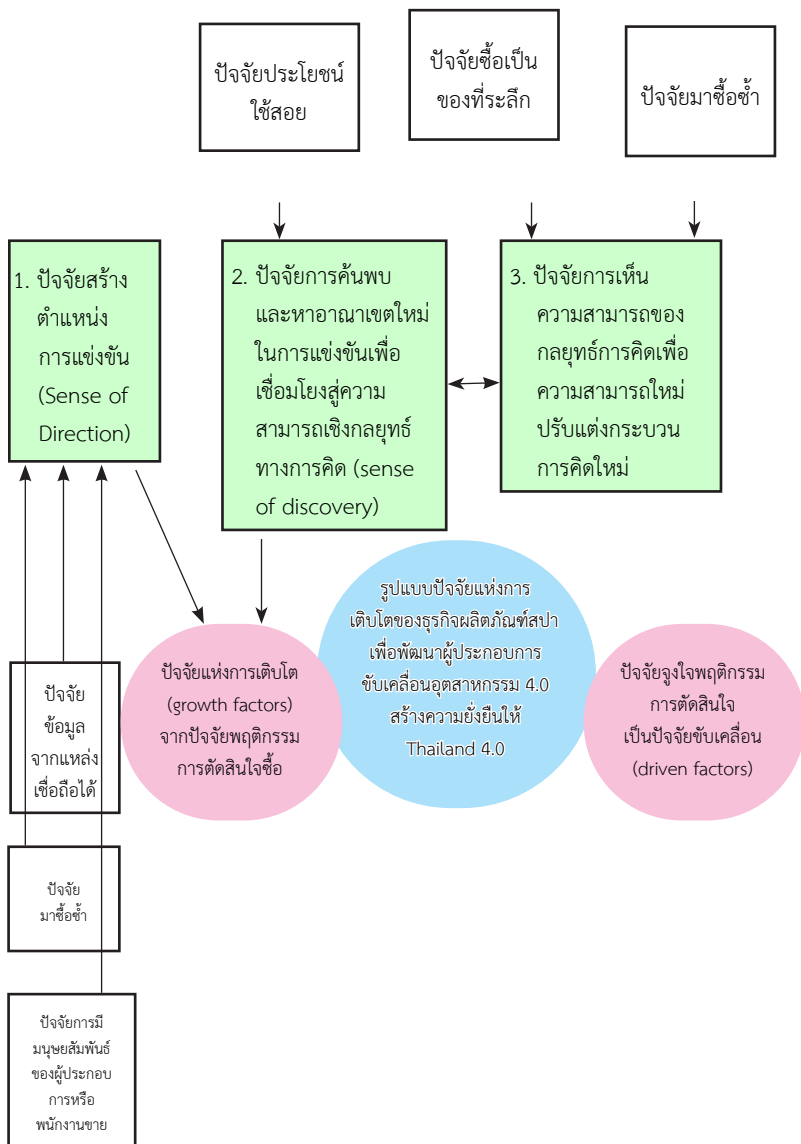 ปัจจัยประโยชน์
ใช้สอย
ปัจจัยซื้อเป็น
ของที่ระลึก
ปัจจัยมาซื้อซ้ำ
1. ปัจจัยสร้าง
ตำแหน่ง
การแข่งขัน
(Sense of
Direction)
2. ปัจจัยการค้นพบ
และหาอาณาเขตใหม่
ในการแข่งขันเพื่อ
เชื่อมโยงสู่ความ
สามารถเชิงกลยุทธ์
ทางการคิด (sense
of discovery)
3. ปัจจัยการเห็น
ความสามารถของ
กลยุทธ์การคิดเพื่อ
ความสามารถใหม่
ปรับแต่งกระบวน
การคิดใหม่
รูปแบบปัจจัยแห่งการ
เติบโตของธุรกิจผลิตภัณฑ์สปา
เพื่อพัฒนาผู้ประกอบการ
ขับเคลื่อนอุตสาหกรรม 4.0
สร้างความยั่งยืนให้
Thailand 4.0
ปัจจัยแห่งการเติบโต
(growth factors)
จากปัจจัยพฤติกรรม
การตัดสินใจซื้อ
ปัจจัยจูงใจพฤติกรรม
การตัดสินใจ
เป็นปัจจัยขับเคลื่อน
(driven factors)
ปัจจัย
ข้อมูล
จากแหล่ง
เชื่อถือได้
ปัจจัย
มาซื้อซ้ำ
ปัจจัยการมี
มนุษยสัมพันธ์
ของผู้ประกอบ
การหรือ
พนักงานขาย